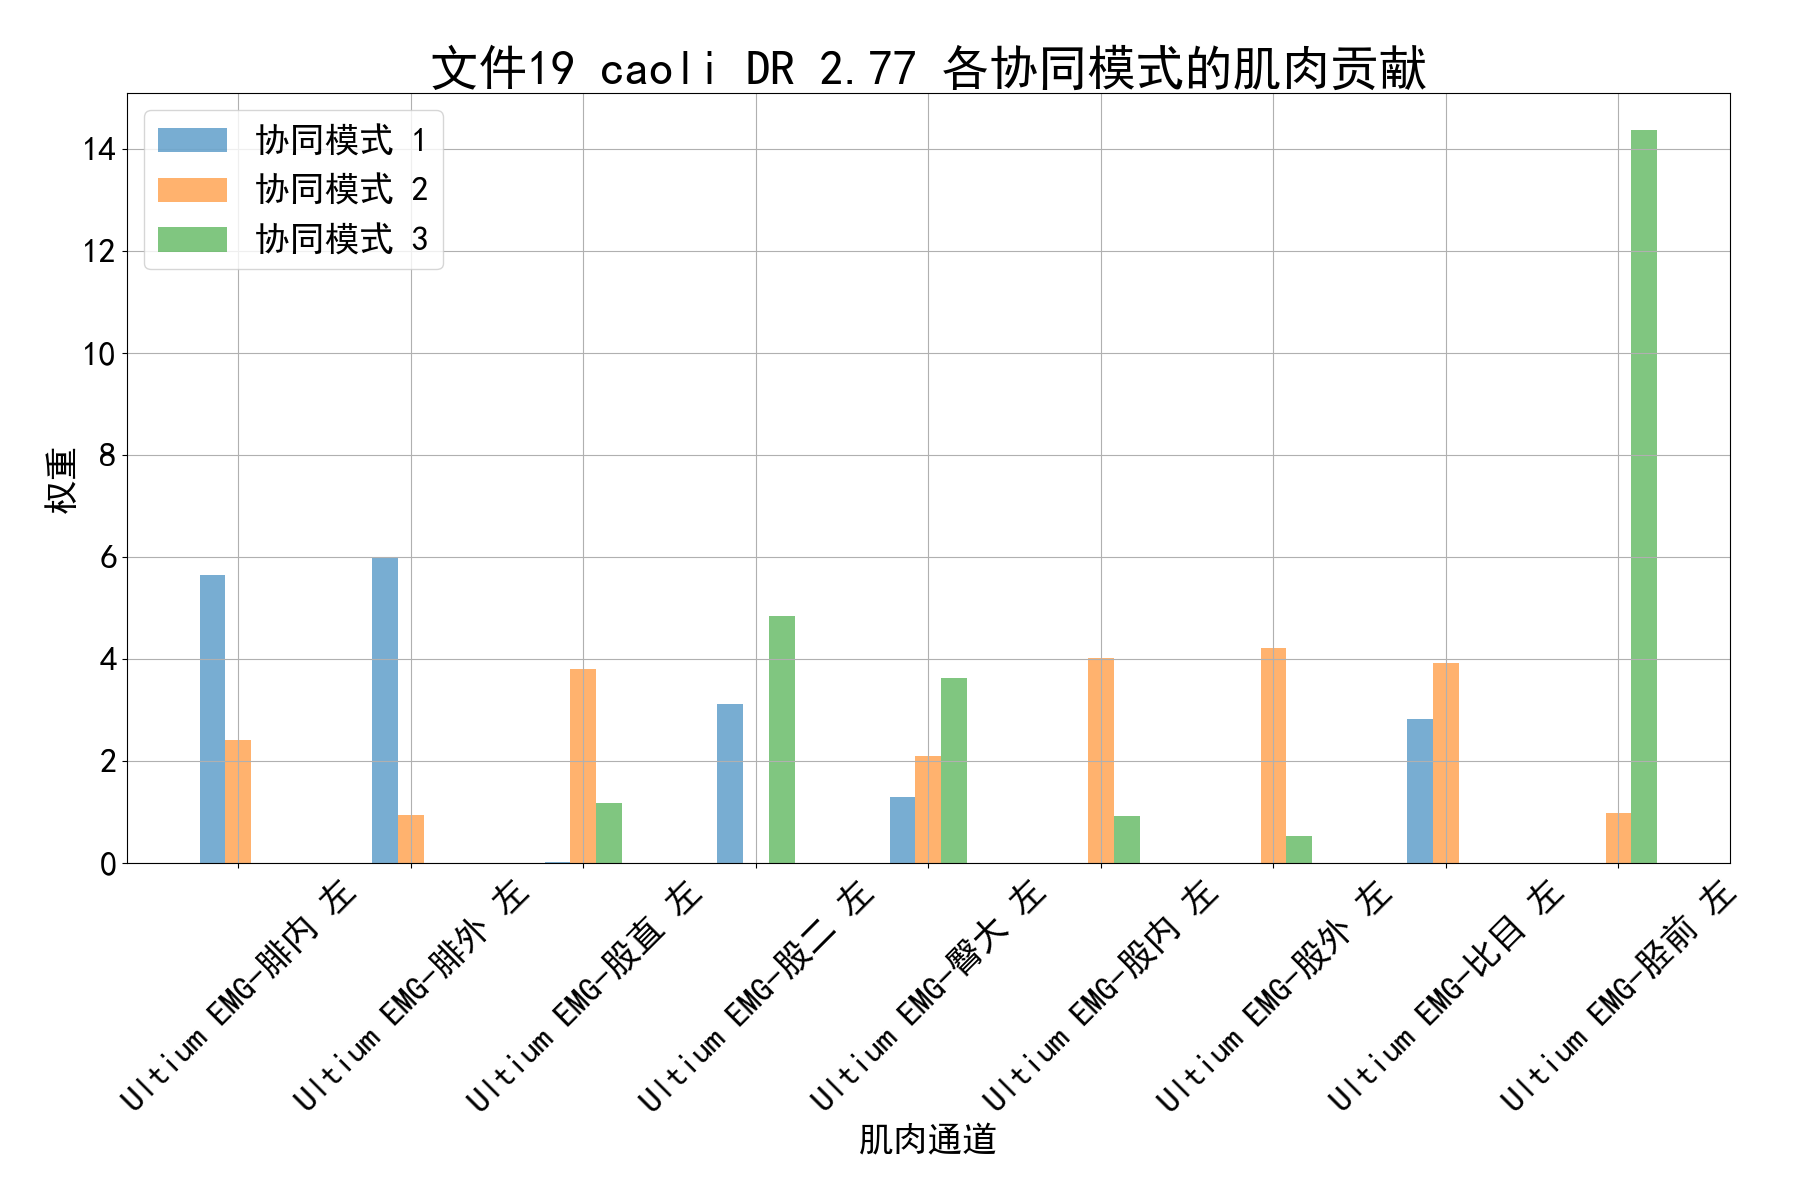 文件19 caoli DR 2.77 各协同模式的肌肉贡献
协同模式 1
协同模式 2
协同模式 3
14
12
10
8
6
4
2
0
权重
Ultium EMG-腓内 左
Ultium EMG-腓外 左
Ultium EMG-股直 左
Ultium EMG-股二 左
Ultium EMG-臀大 左
Ultium EMG-股内 左
Ultium EMG-股外 左
Ultium EMG-比目 左
Ultium EMG-胫前 左
肌肉通道